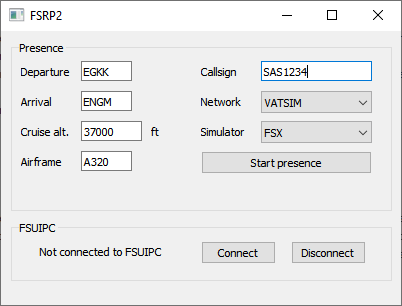 FSRP2
Presence
Departure EGKK Callsign SAS1234
Arrival ENGM Network VATSIM
Cruise alt. 37000 ft Simulator FSX
Airframe A320 Start presence
FSUIPC
Not connected to FSUIPC Connect Disconnect